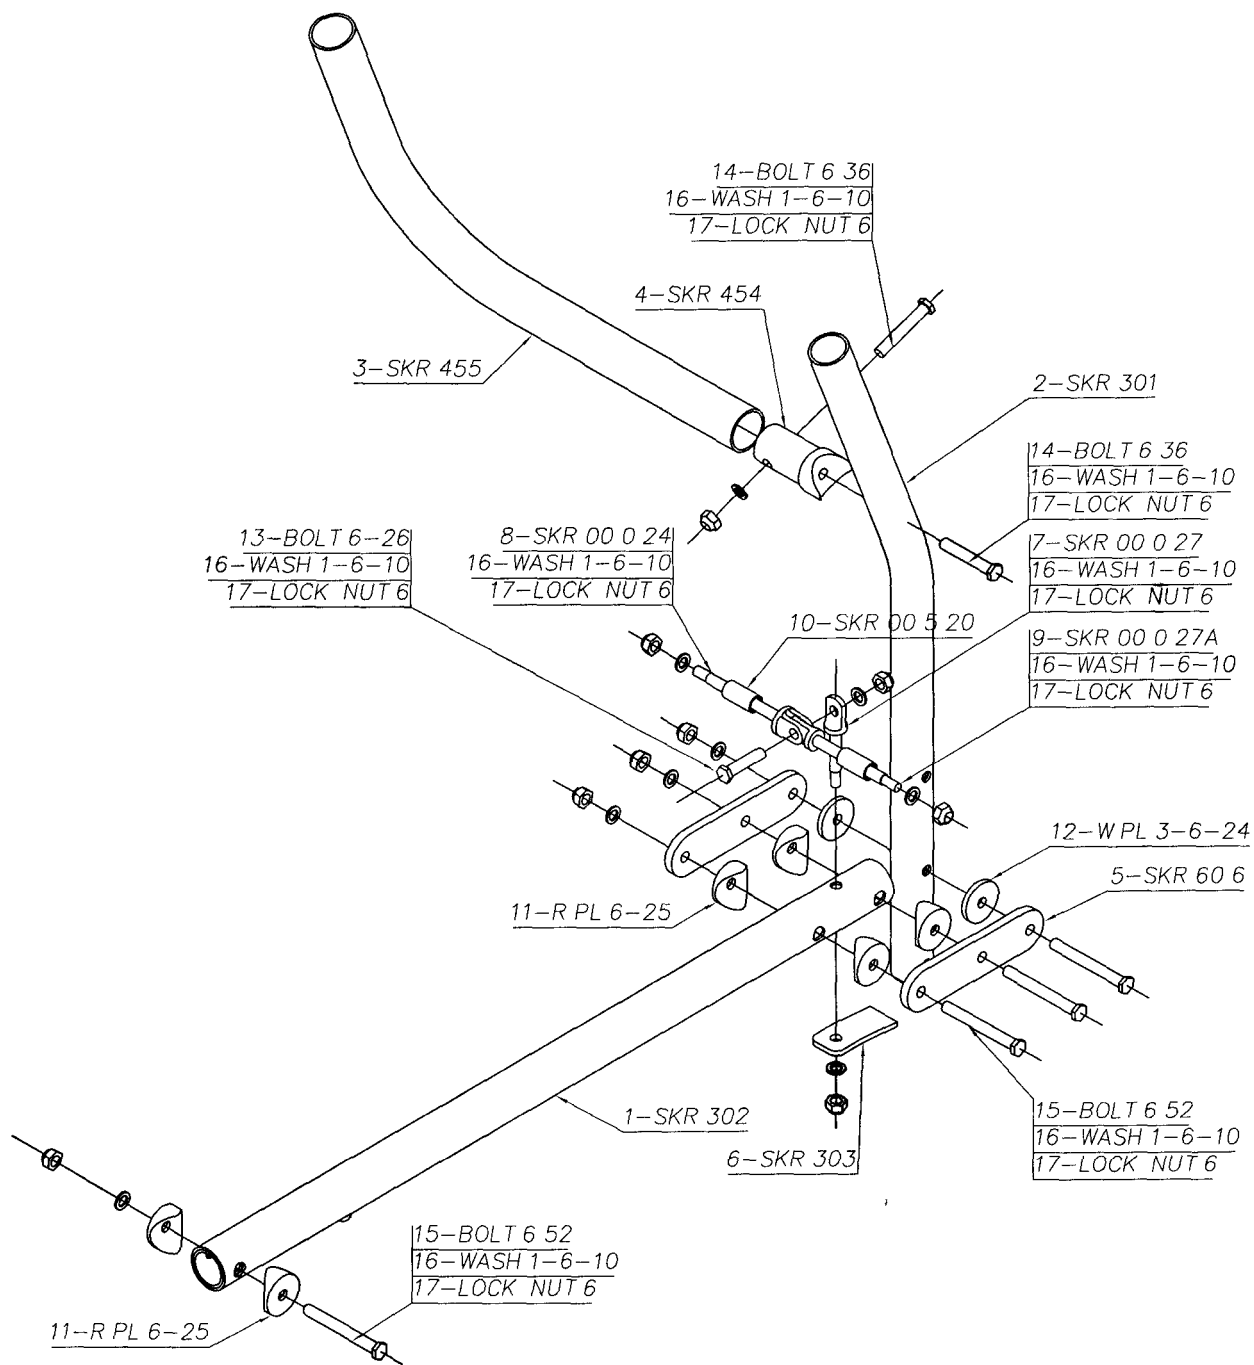 14-BOLT 6 36
16-WASH 1-6-10
17-LOCK NUT 6
4-SKR 454
3-SKR 455
2-SKR 301
14-BOLT 6 36
16-WASH 1-6-10
17-LOCK NUT 6
13-BOLT 6-26
16-WASH 1-6-10
17-LOCK NUT 6
8-SKR 00 0 24
16-WASH 1-6-10
17-LOCK NUT 6
7-SKR 00 0 27
16-WASH 1-6-10
17-LOCK NUT 6
10-SKR 00 5 20
9-SKR 00 0 27A
16-WASH 1-6-10
17-LOCK NUT 6
12-W PL 3-6-24
5-SKR 60 6
11-R PL 6-25
1-SKR 302
6-SKR 303
15-BOLT 6 52
16-WASH 1-6-10
17-LOCK NUT 6
15-BOLT 6 52
16-WASH 1-6-10
17-LOCK NUT 6
11-R PL 6-25